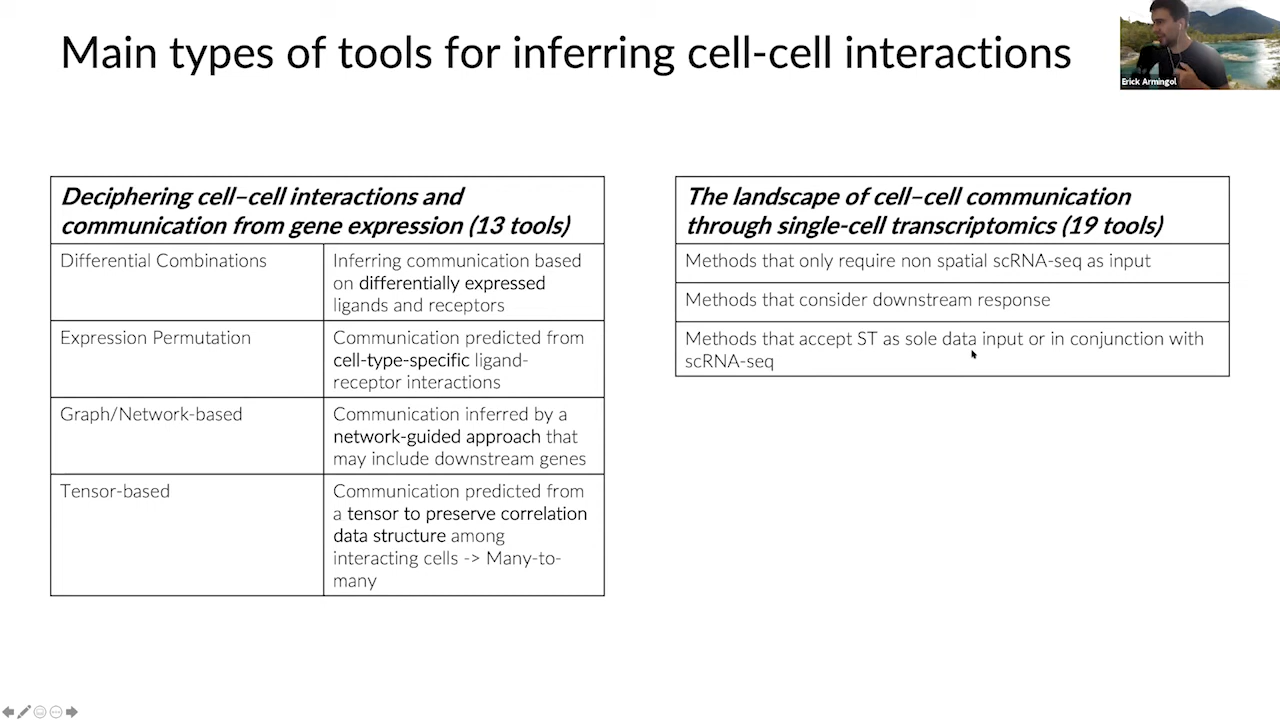 Main types of tools for inferring cell-cell interactions
Erick Armingol
Deciphering cell–cell interactions and
communication from gene expression (13 tools)
Differential Combinations
Inferring communication based
on differentially expressed
ligands and receptors
Expression Permutation
Communication predicted from
cell-type-specific ligand-
receptor interactions
Graph/Network-based
Communication inferred by a
network-guided approach that
may include downstream genes
Tensor-based
Communication predicted from
a tensor to preserve correlation
data structure among
interacting cells -> Many-to-
many
The landscape of cell–cell communication
through single-cell transcriptomics (19 tools)
Methods that only require non spatial scRNA-seq as input
Methods that consider downstream response
Methods that accept ST as sole data input or in conjunction with
scRNA-seq